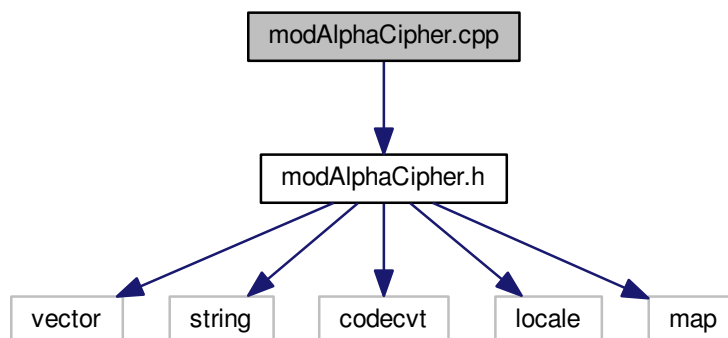 modAlphaCipher.cpp
modAlphaCipher.h
vector
string
codecvt
locale
map